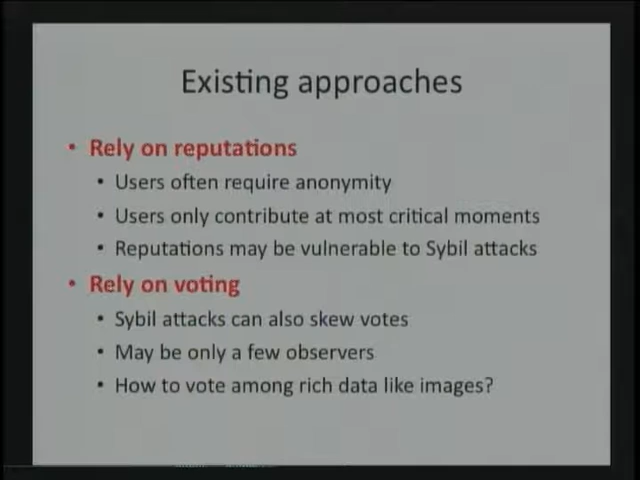 Existing approaches
• Rely on reputations
• Users often require anonymity
• Users only contribute at most critical moments
• Reputations may be vulnerable to Sybil attacks
• Rely on voting
• Sybil attacks can also skew votes
• May be only a few observers
• How to vote among rich data like images?